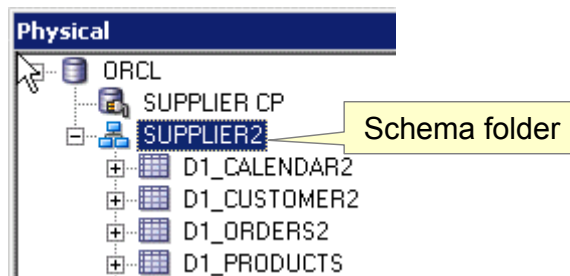 Physical
ORCL
SUPPLIER CP
SUPPLIER2
Schema folder
D1_CALENDAR2
D1_CUSTOMER2
D1_ORDERS2
D1_PRODUCTS